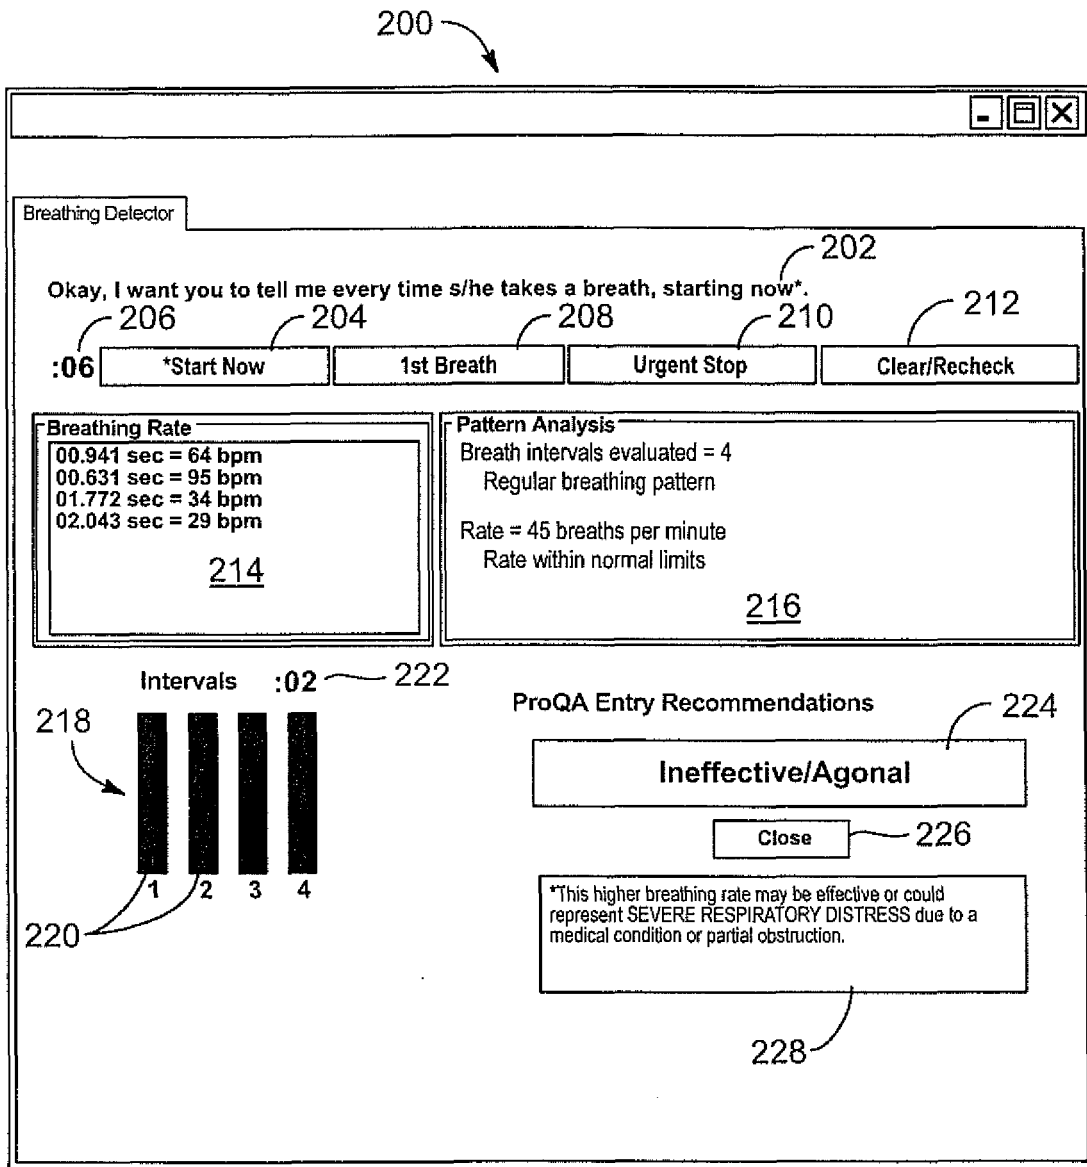 200
Breathing Detector
202
Okay, I want you to tell me every time s/he takes a breath, starting now*.
206 204 208 210 212
:06 *Start Now 1st Breath Urgent Stop Clear/Recheck
Breathing Rate
00.941 sec = 64 bpm
00.631 sec = 95 bpm
01.772 sec = 34 bpm
02.043 sec = 29 bpm
214
Pattern Analysis
Breath intervals evaluated = 4
Regular breathing pattern
Rate = 45 breaths per minute
Rate within normal limits
216
Intervals :02 222
218
1 2 3 4
220
ProQA Entry Recommendations
224
Ineffective/Agonal
Close 226
*This higher breathing rate may be effective or could
represent SEVERE RESPIRATORY DISTRESS due to a
medical condition or partial obstruction.
228